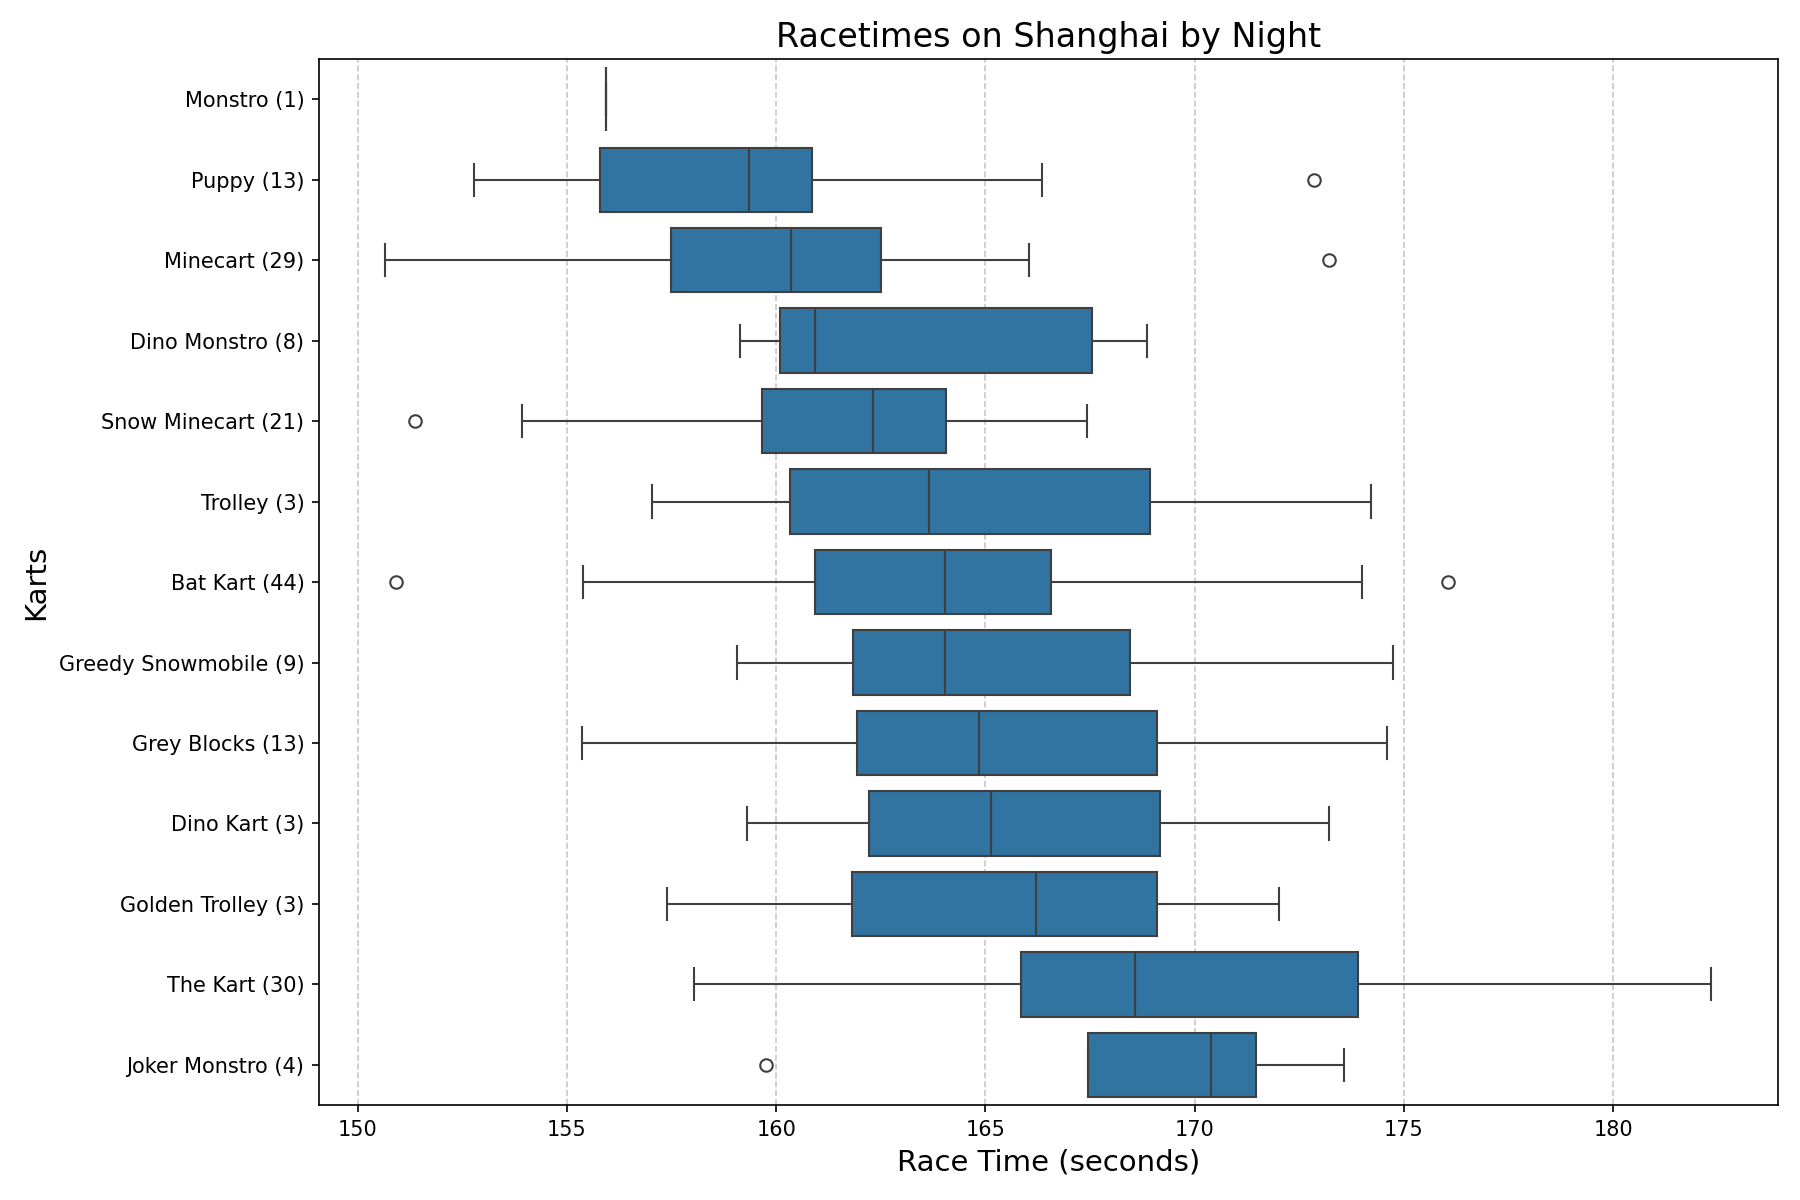 Racetimes on Shanghai by Night
Monstro (1)
Puppy (13)
Minecart (29)
Dino Monstro (8)
Snow Minecart (21)
Trolley (3)
Bat Kart (44)
Greedy Snowmobile (9)
Grey Blocks (13)
Dino Kart (3)
Golden Trolley (3)
The Kart (30)
Joker Monstro (4)
Karts
150 155 160 165 170 175 180
Race Time (seconds)